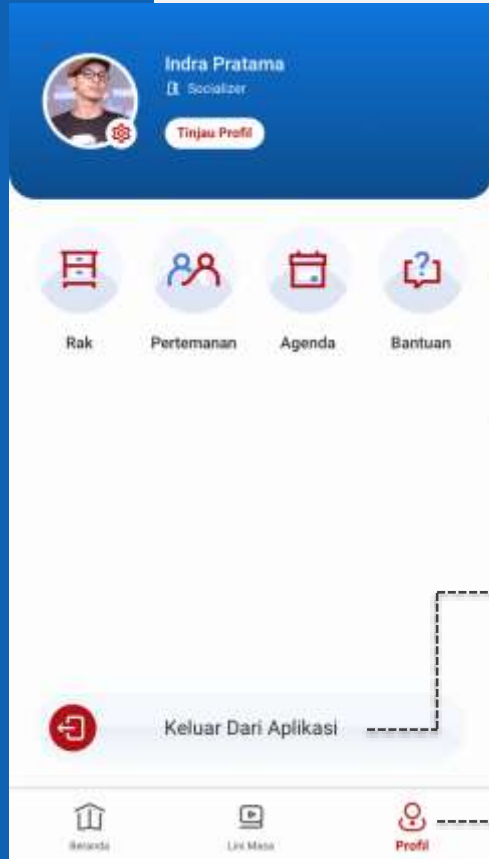 Indra Pratama
Socializer
Tinjau Profil
Rak
Pertemanan
Agenda
Bantuan
Keluar Dari Aplikasi
Beranda
Lini Masa
Profil